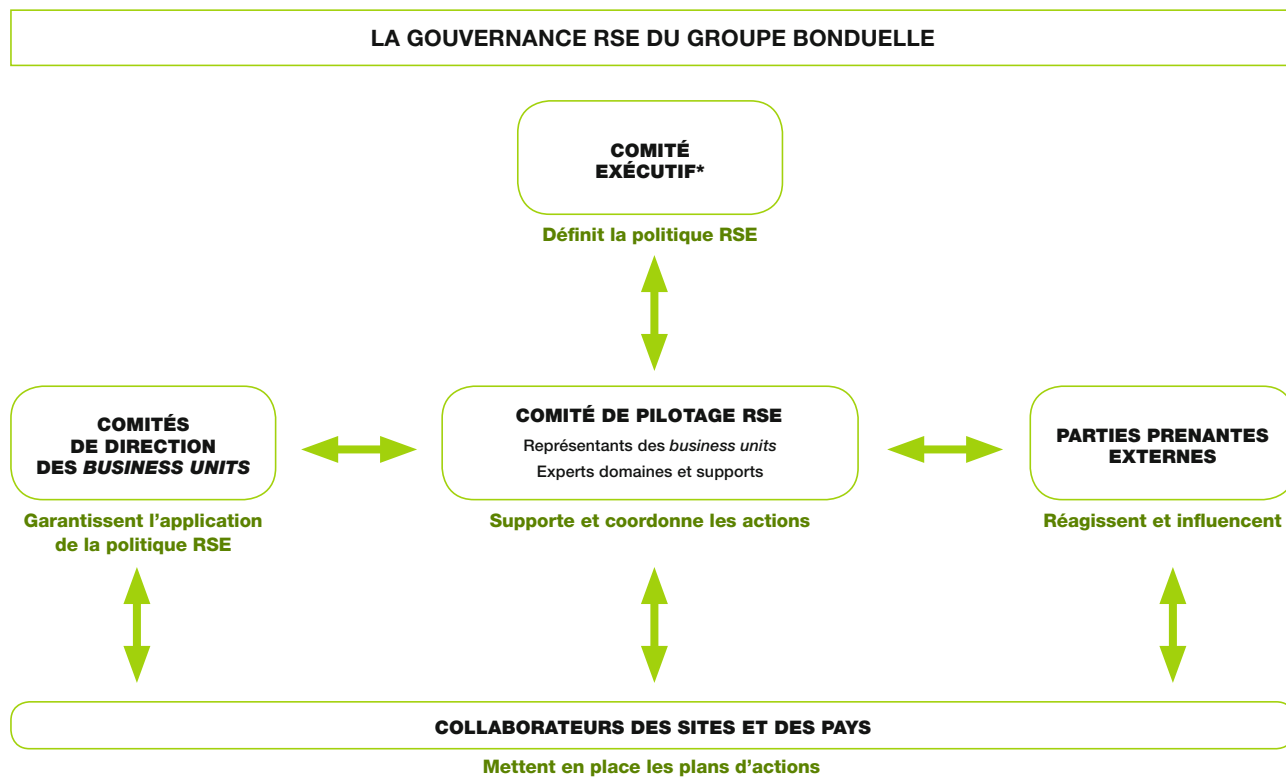 LA GOUVERNANCE RSE DU GROUPE BONDUELLE
COMITÉ
EXÉCUTIF*
Définit la politique RSE
COMITÉS
DE DIRECTION
DES BUSINESS UNITS
Garantissent l’application
de la politique RSE
COMITÉ DE PILOTAGE RSE
Représentants des business units
Experts domaines et supports
Supporte et coordonne les actions
PARTIES PRENANTES
EXTERNES
Réagissent et influencent
COLLABORATEURS DES SITES ET DES PAYS
Mettent en place les plans d’actions